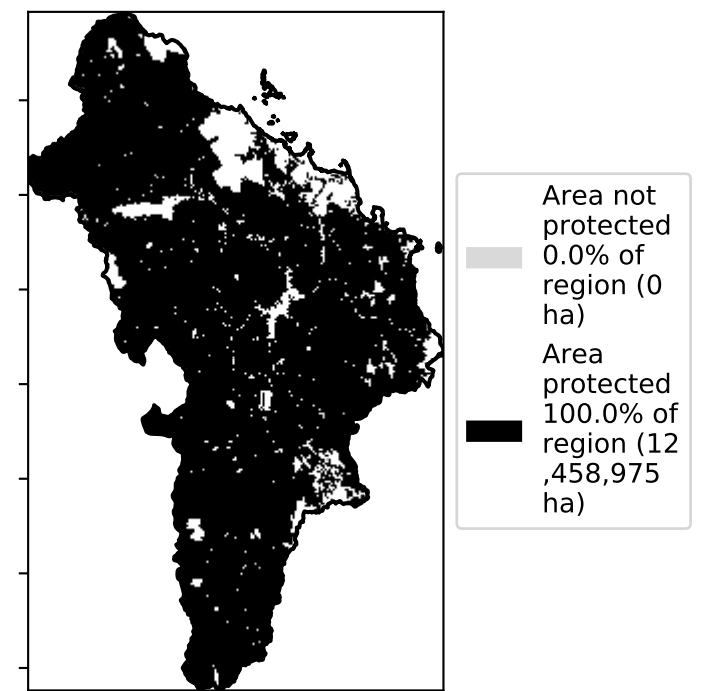 Area not
protected
0.0% of
region (0
ha)
Area
protected
100.0% of
region (12
,458,975
ha)